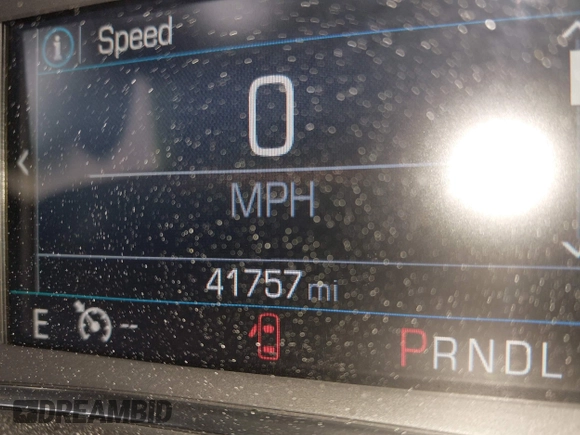 Speed
0
MPH
41757 mi
E --
PRNDL
DREAMBID